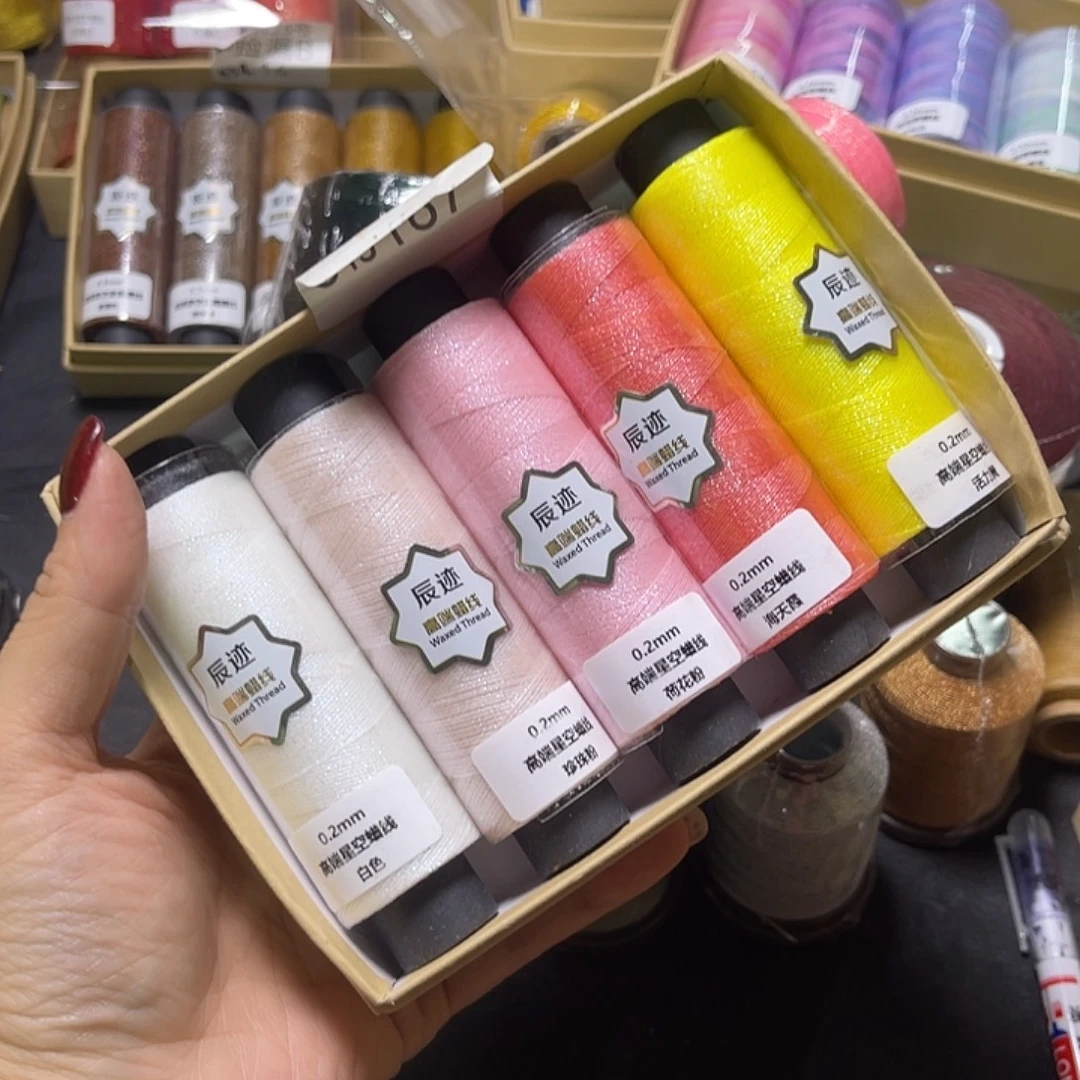 辰迹
高端蜡线
Waxed Thread
0.2mm
高端星空蜡线
白色
辰迹
高端蜡线
Waxed Thread
0.2mm
高端星空蜡线
珍珠粉
辰迹
高端蜡线
Waxed Thread
0.2mm
高端星空蜡线
荷花粉
辰迹
高端蜡线
Waxed Thread
0.2mm
高端星空蜡线
海天霞
辰迹
高端蜡线
Waxed Thread
0.2mm
高端星空蜡线
活力黄